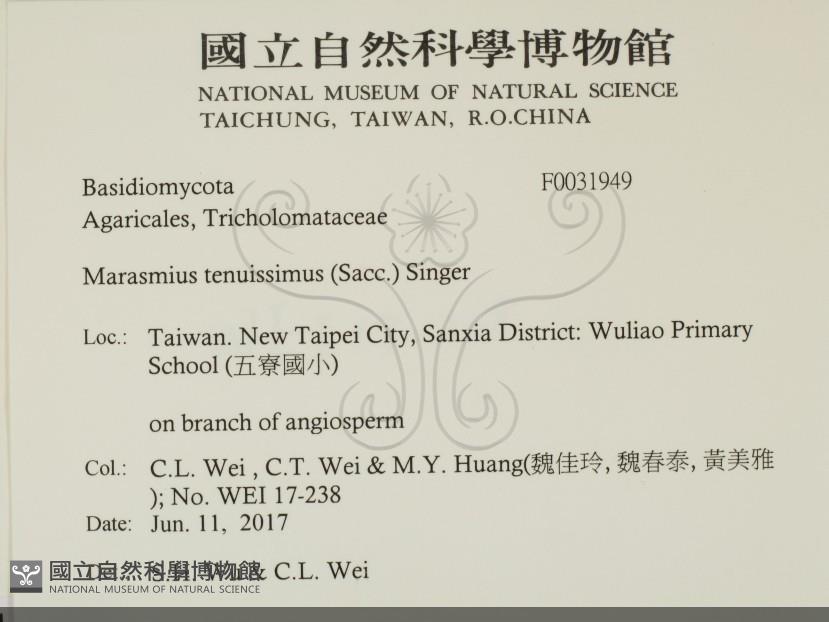 國立自然科學博物館
NATIONAL MUSEUM OF NATURAL SCIENCE
TAICHUNG, TAIWAN, R.O.CHINA
Basidiomycota F0031949
Agaricales, Tricholomataceae
Marasmius tenuissimus (Sacc.) Singer
Loc.: Taiwan. New Taipei City, Sanxia District: Wuliao Primary
School (五寮國小)
on branch of angiosperm
Col.: C.L. Wei , C.T. Wei & M.Y. Huang(魏佳玲, 魏春泰, 黃美雅
); No. WEI 17-238
Date: Jun. 11, 2017
& C.L. Wei
國立自然科學博物館
NATIONAL MUSEUM OF NATURAL SCIENCE